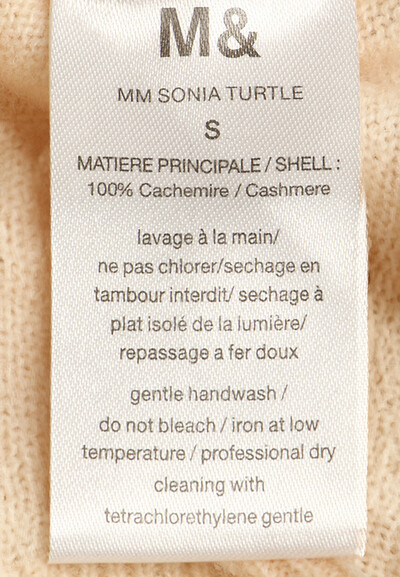 M&
MM SONIA TURTLE
S
MATIERE PRINCIPALE / SHELL :
100% Cachemire / Cashmere
lavage à la main/
ne pas chlorer/sechage en
tambour interdit/ sechage à
plat isolé de la lumière/
repassage a fer doux
gentle handwash /
do not bleach / iron at low
temperature / professional dry
cleaning with
tetrachlorethylene gentle